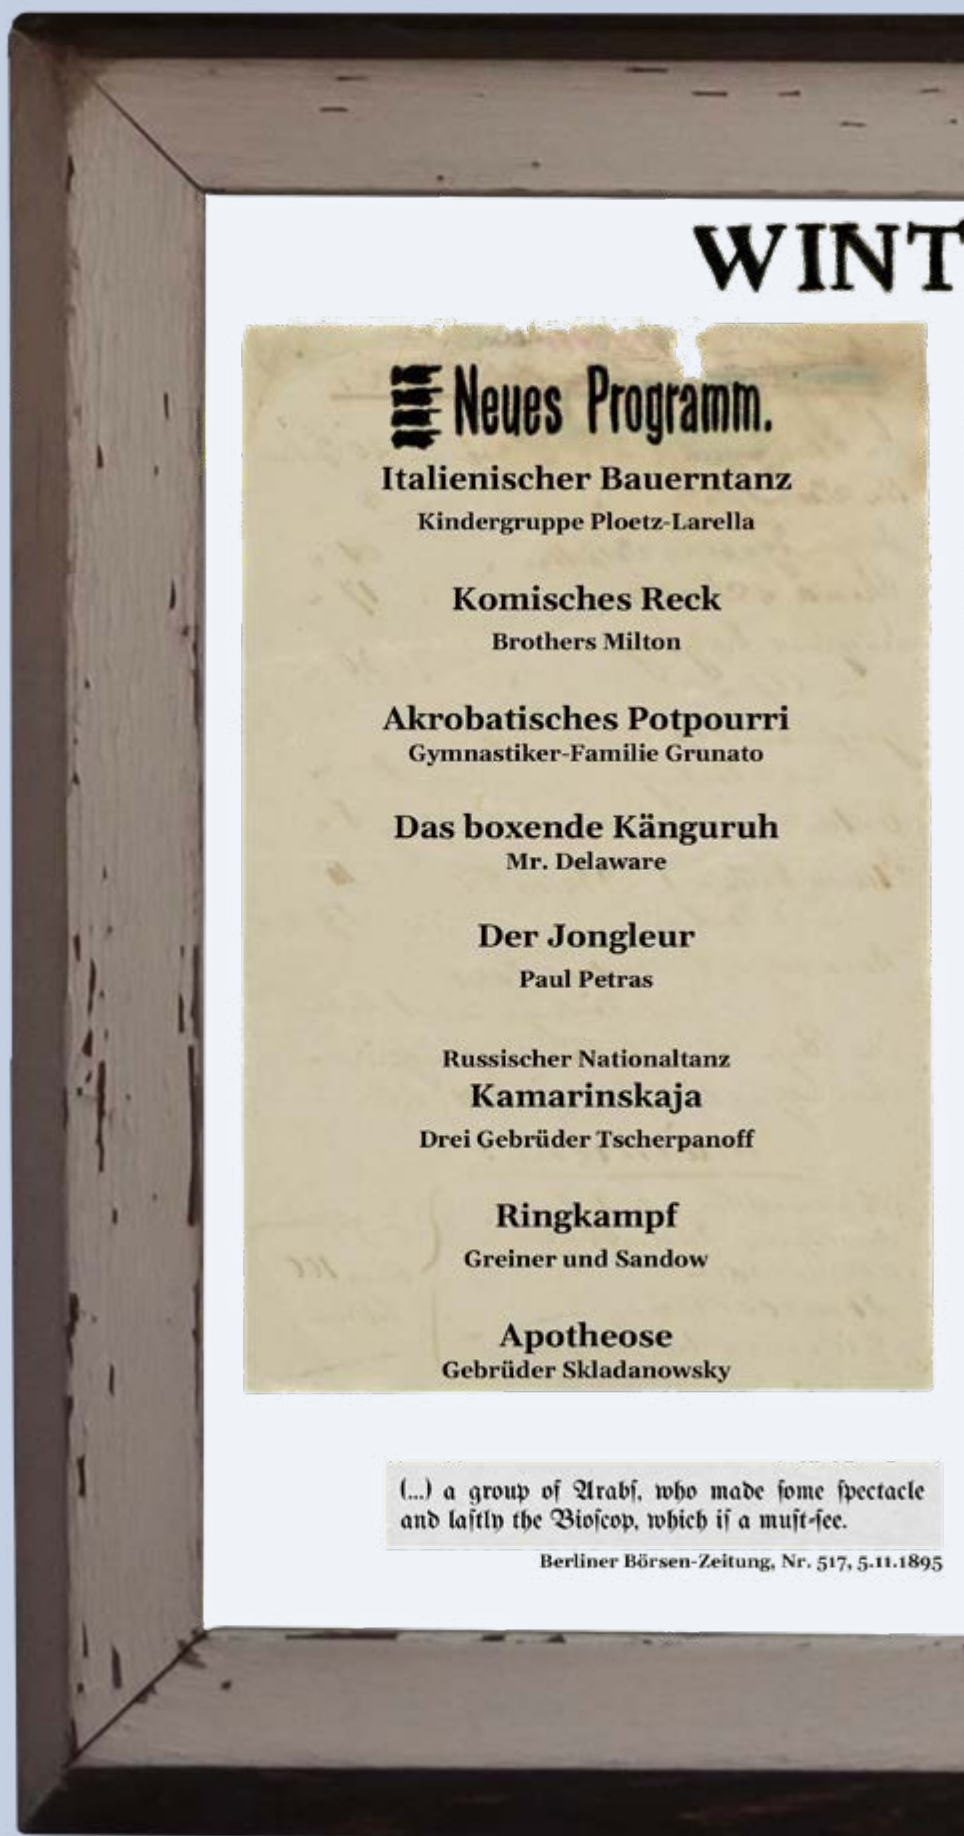 WINT
Neues Programm.
Italienischer Bauerntanz
Kindergruppe Ploetz-Larella
Komisches Reck
Brothers Milton
Akrobatisches Potpourri
Gymnastiker-Familie Grunato
Das boxende Känguruh
Mr. Delaware
Der Jongleur
Paul Petras
Russischer Nationaltanz
Kamarinskaja
Drei Gebrüder Tscherpanoff
Ringkampf
Greiner und Sandow
Apotheose
Gebrüder Skladanowsky
(...) a group of Arabſ, who made ſome ſpectacle
and laſtly the Bioſcop, which iſ a muſt-ſee.
Berliner Börsen-Zeitung, Nr. 517, 5.11.1895